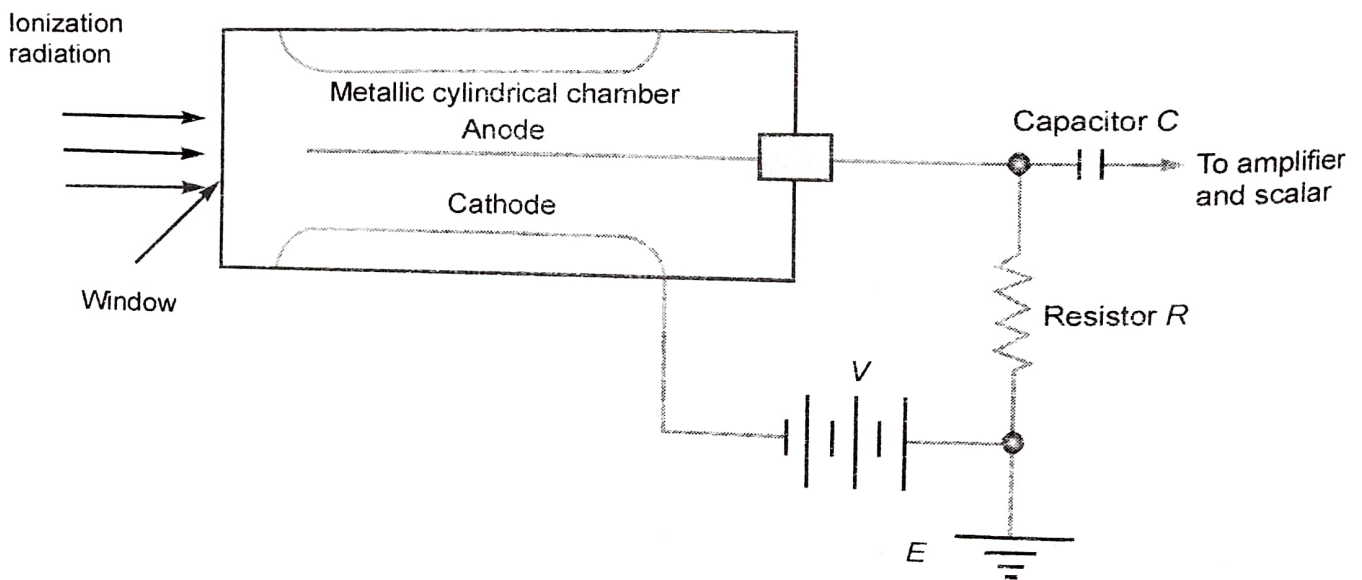 Ionization
radiation
Metallic cylindrical chamber
Anode
Capacitor C
To amplifier
and scalar
Cathode
Window
Resistor R
V
E